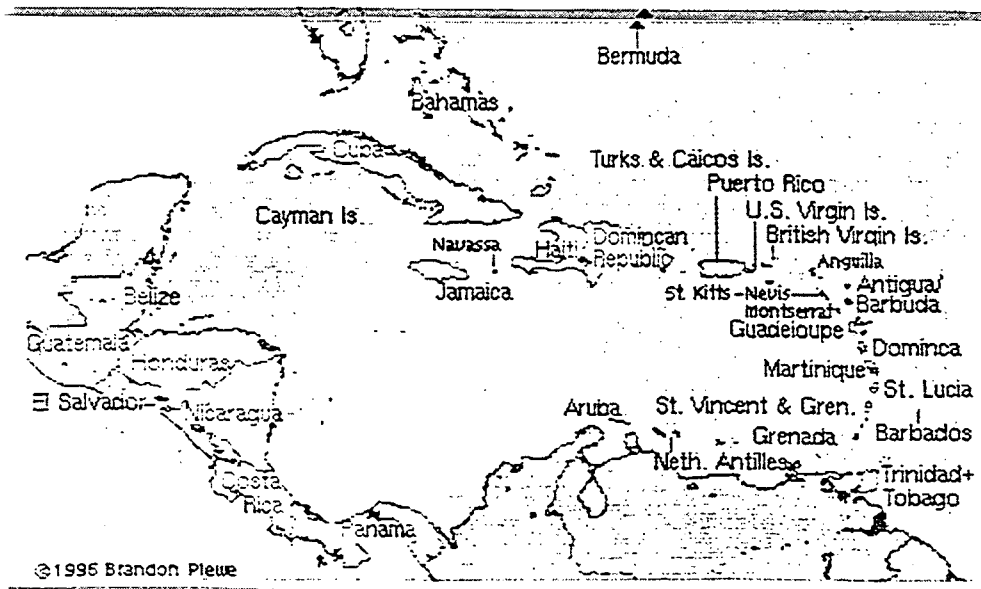 Bermuda
Bahamas
Cuba
Turks & Caicos Is.
Puerto Rico
Cayman Is.
U.S. Virgin Is.
British Virgin Is.
Navassa
Haiti
Domincan
Republic
Anguilla
Jamaica
St. Kitts-Nevis
Antigua/
Barbuda
Belize
Montserrat
Guadeloupe
Guatemala
Honduras
Dominca
Martinique
El Salvador
Nicaragua
St. Lucia
Aruba
St. Vincent & Gren.
Grenada
Barbados
Neth. Antilles
Costa
Rica
Trinidad+
Tobago
Panama
©1995 Brandon Plewe